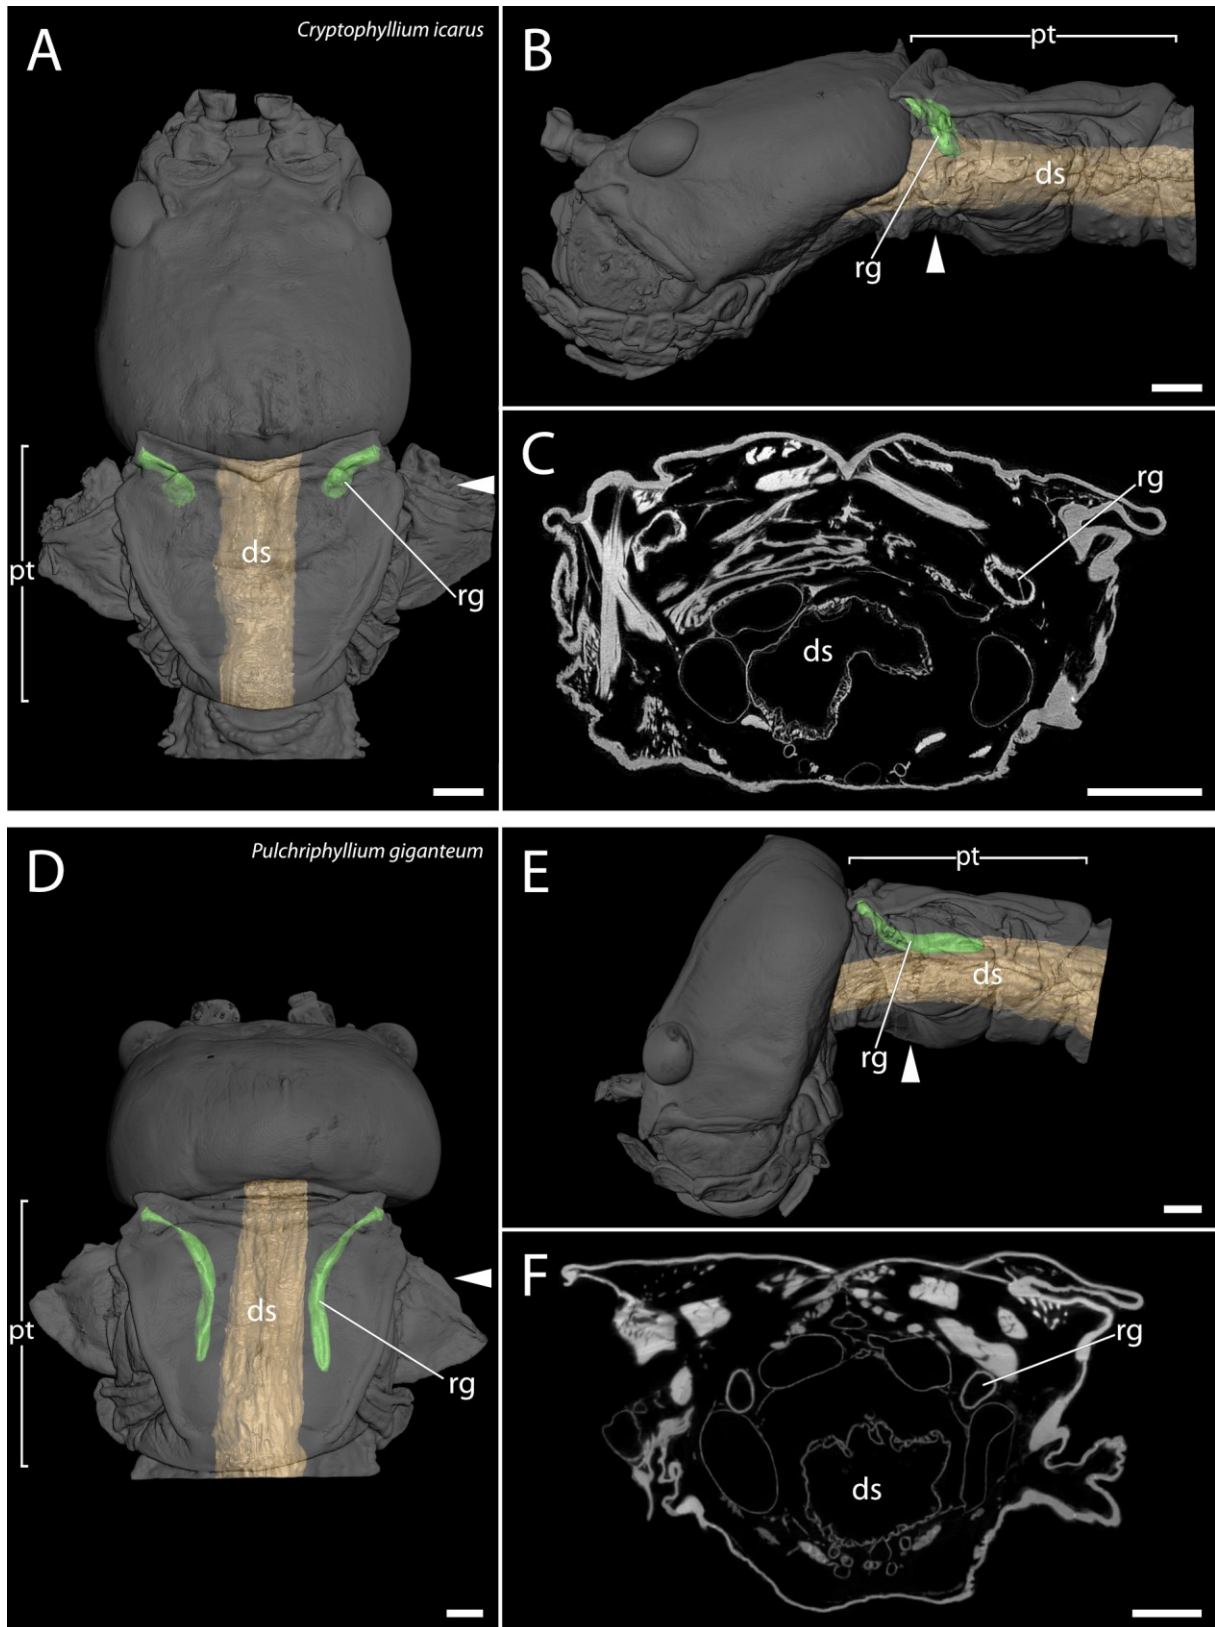 A
Cryptophyllium icarus
pt
ds
rg
B
pt
ds
rg
C
rg
ds
D
Pulchriphyllium giganteum
pt
ds
rg
E
pt
ds
rg
F
rg
ds